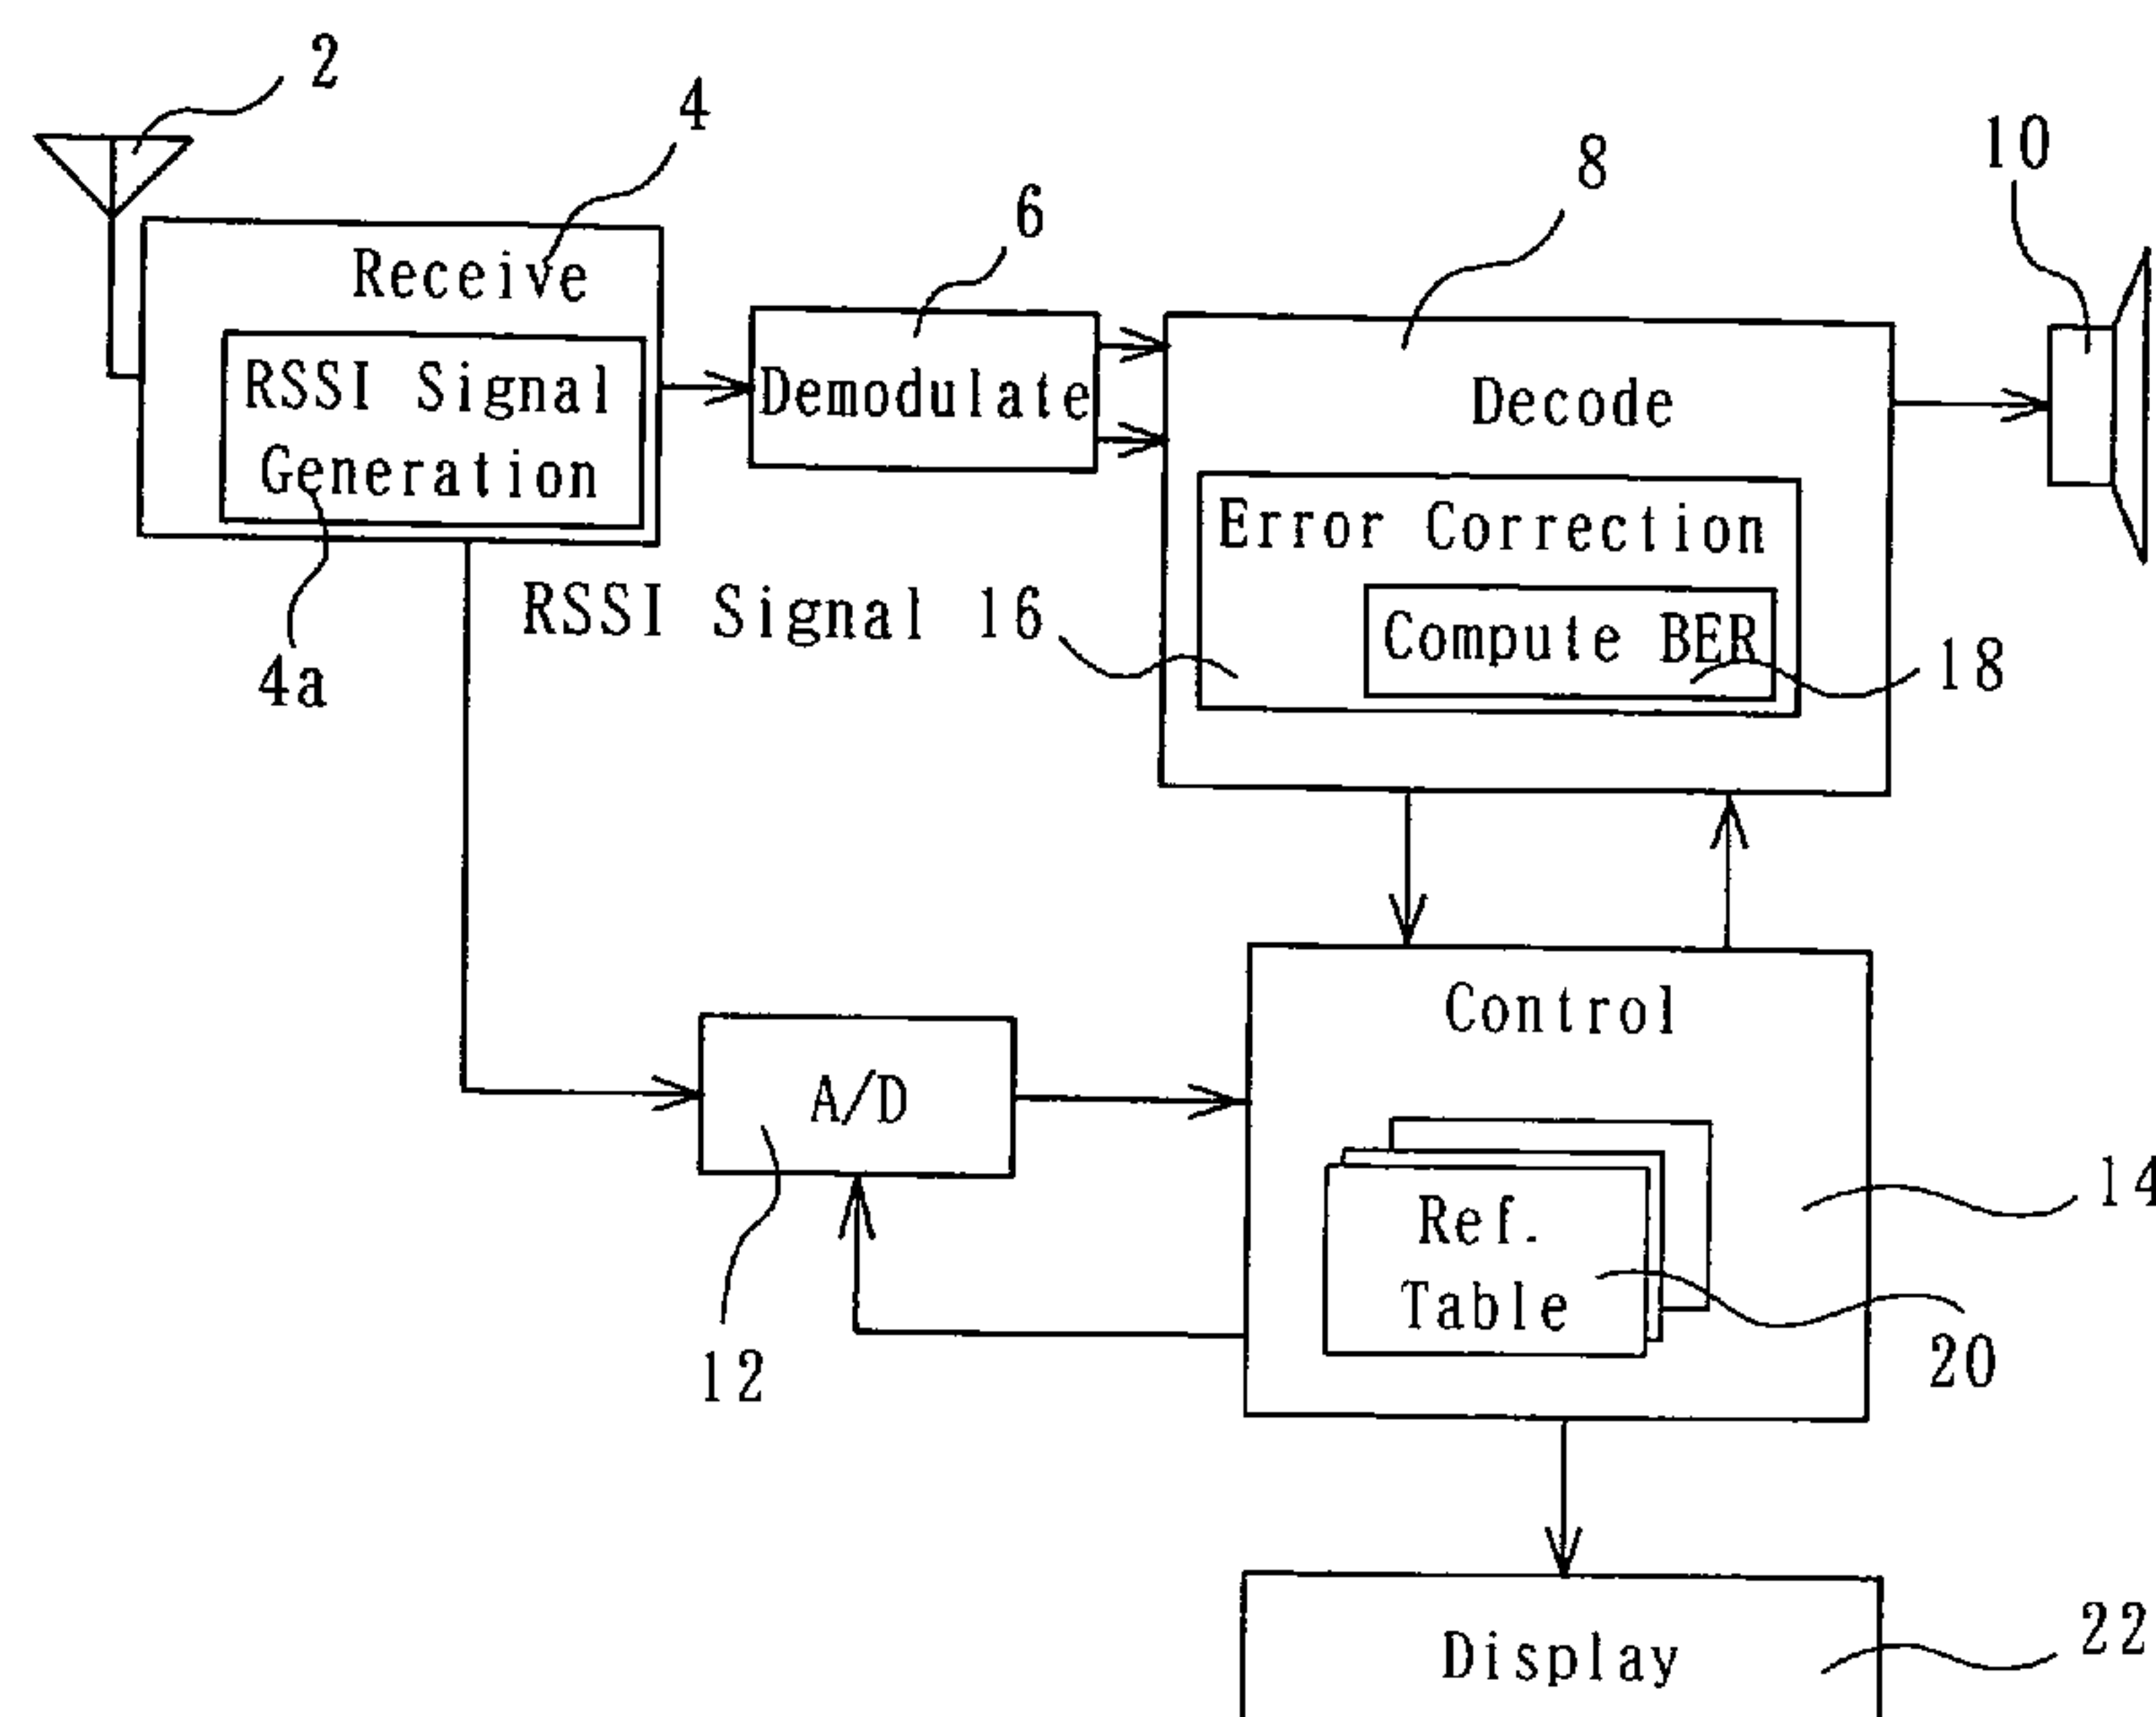 2
4
10
8
6
Receive
RSSI Signal
Generation
Demodulate
Decode
Error Correction
RSSI Signal
16
Compute BER
18
4a
Control
A/D
14
Ref.
Table
12
20
22
Display